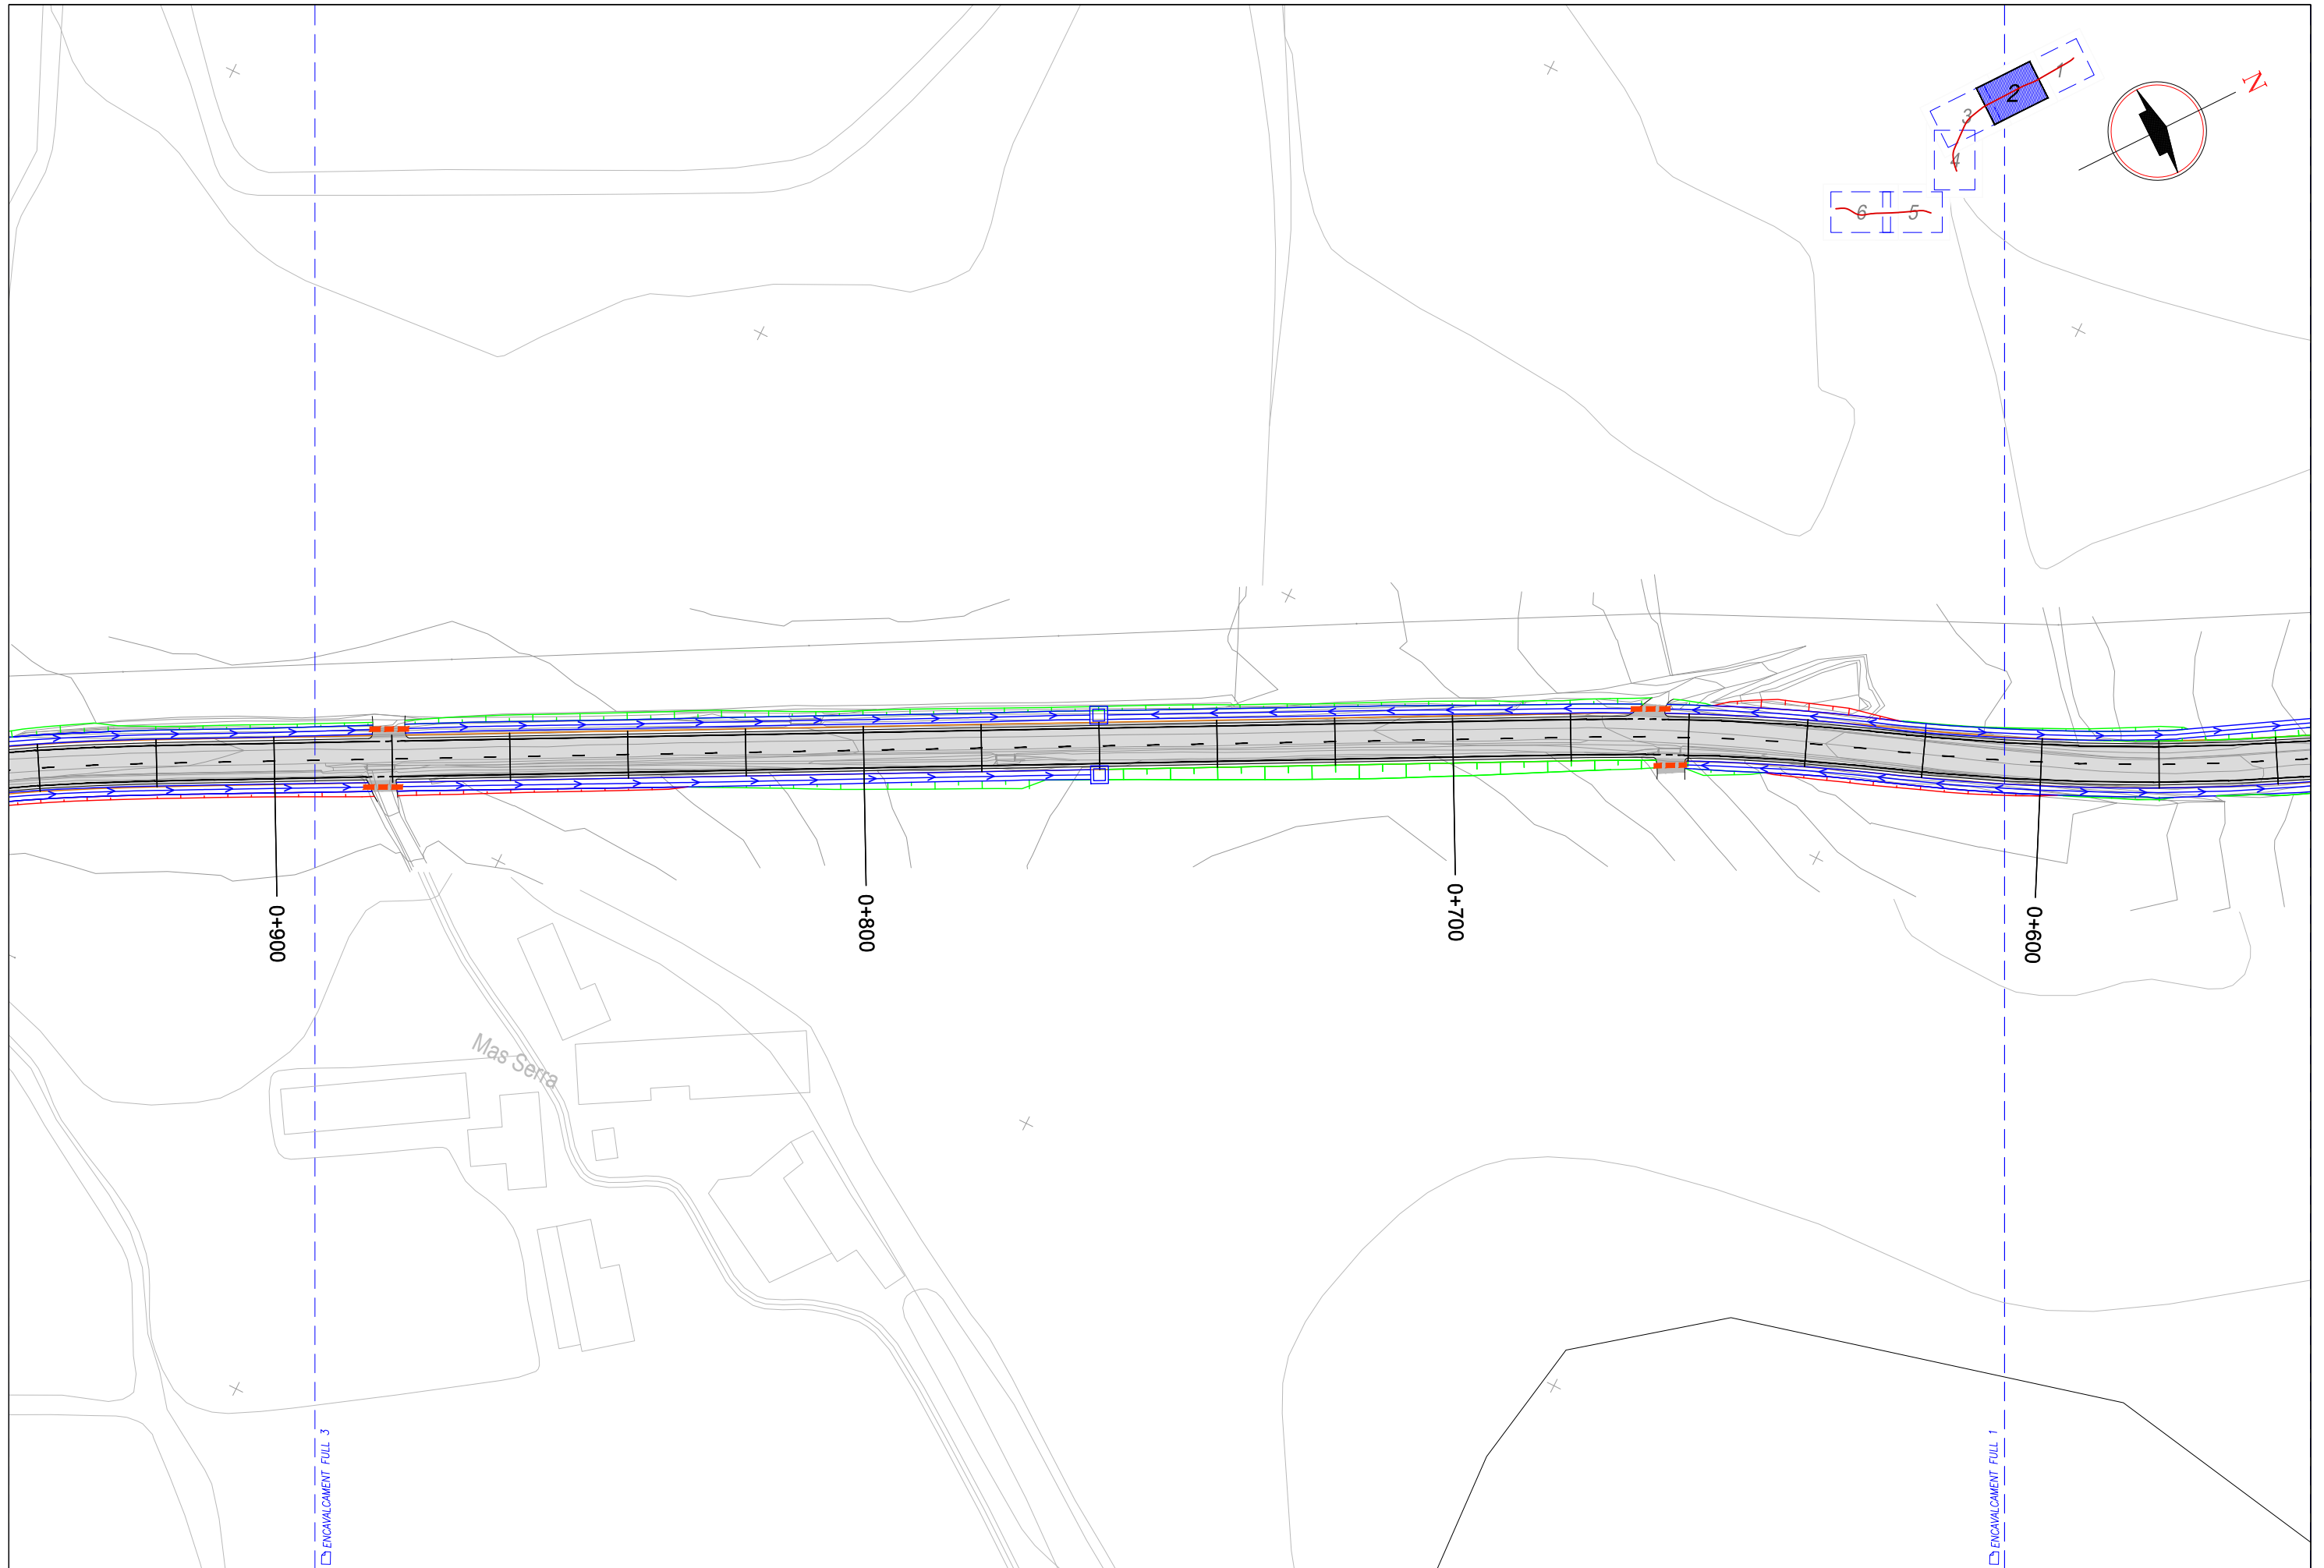 N
1
2
3
4
6
5
0+900
0+800
0+700
0+600
Mas Serra
ENCAVALCAMENT FULL 3
ENCAVALCAMENT FULL 1